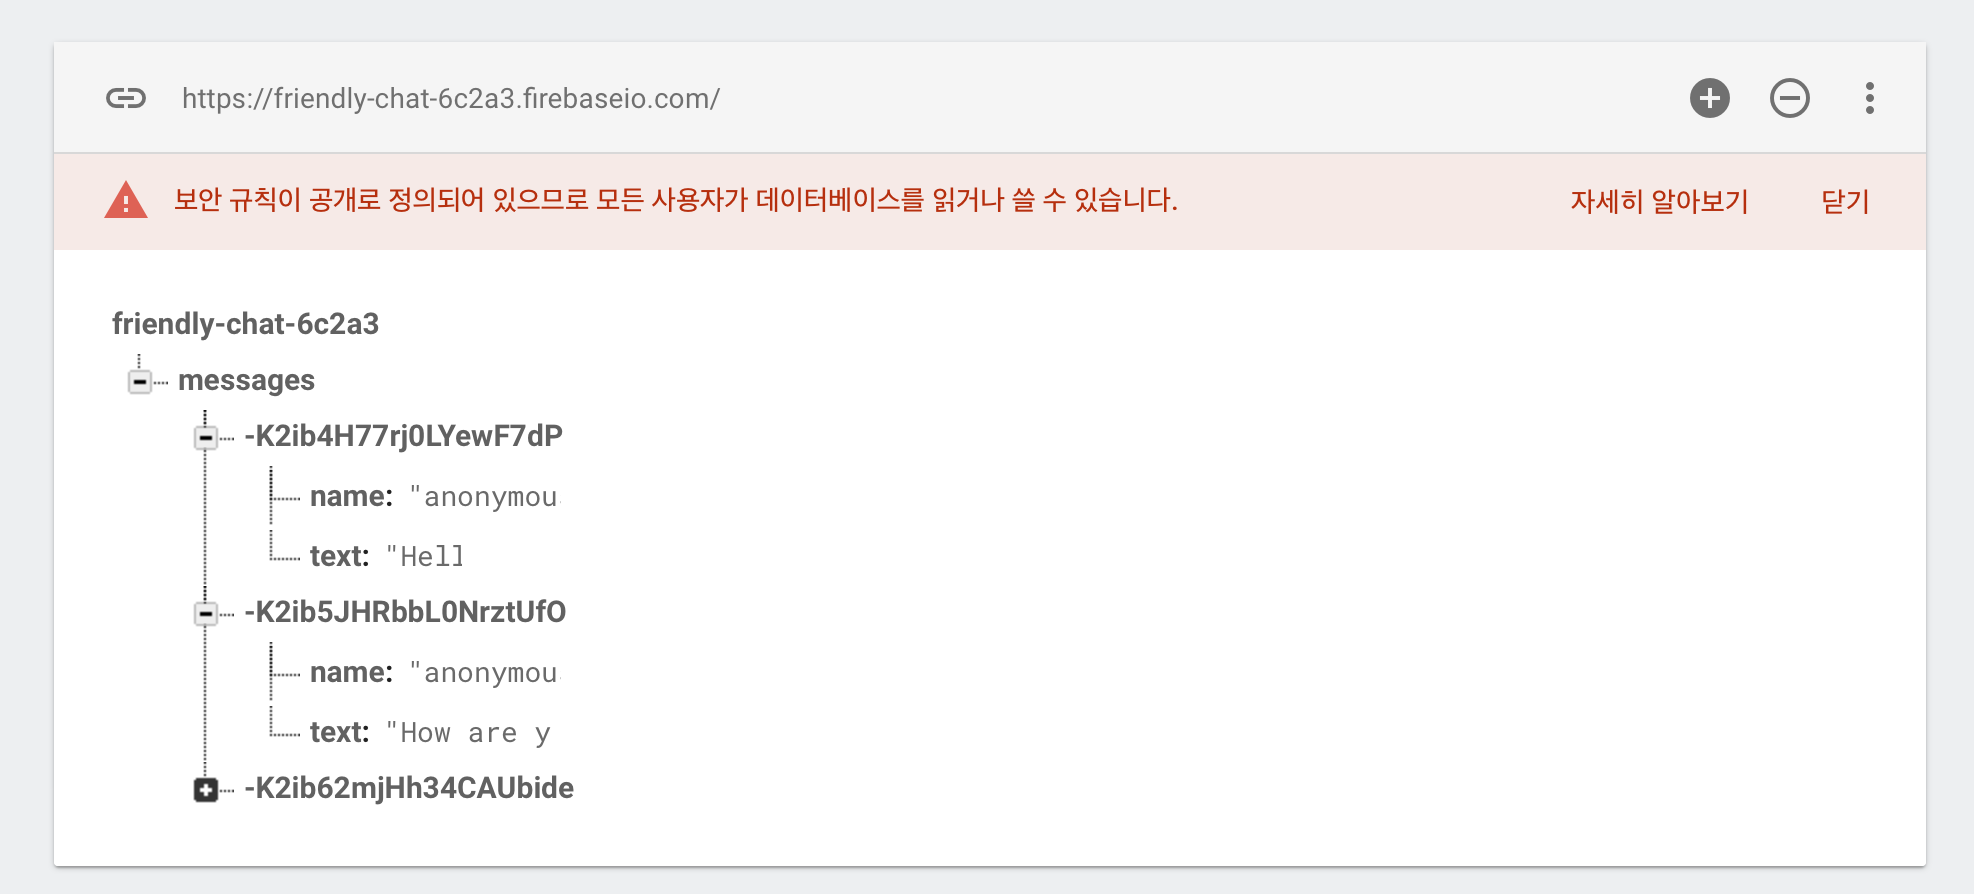 https://friendly-chat-6c2a3.firebaseio.com/
보안 규칙이 공개로 정의되어 있으므로 모든 사용자가 데이터베이스를 읽거나 쓸 수 있습니다. 자세히 알아보기 닫기
friendly-chat-6c2a3
messages
-K2ib4H77rj0LYewF7dP
name: "anonymou
text: "Hell
-K2ib5JHRbbL0NrztUfO
name: "anonymou
text: "How are y
-K2ib62mjHh34CAUbide